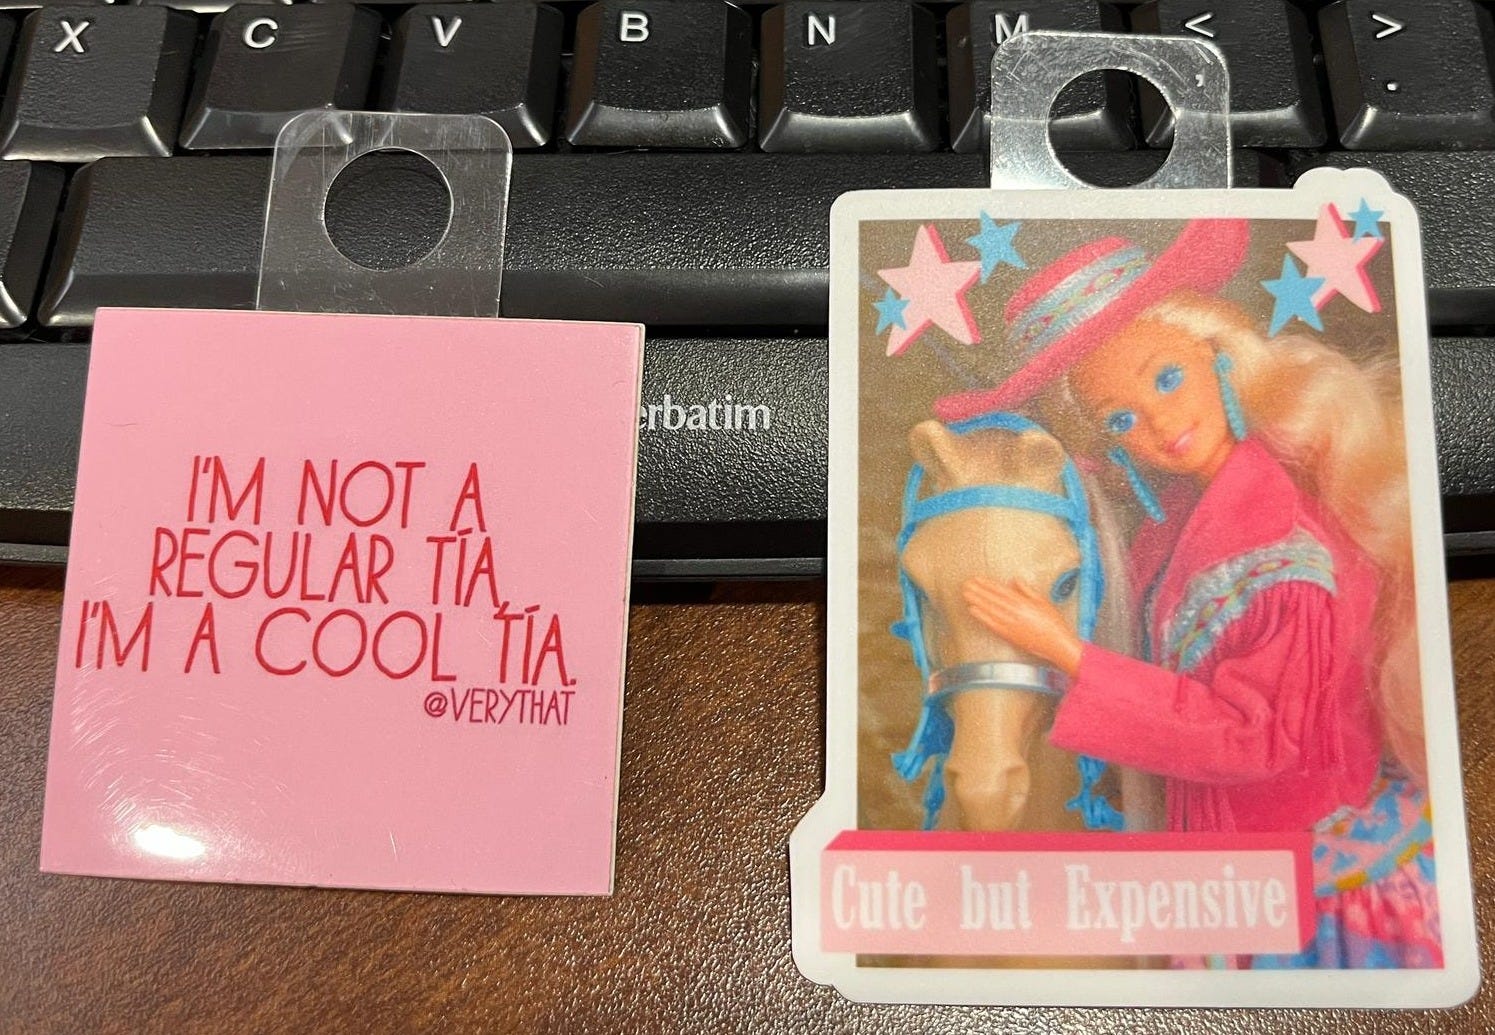 X C V B N M < >
, .
erbatim
I'M NOT A
REGULAR TÍA,
I'M A COOL TÍA.
@VERYTHAT
Cute but Expensive